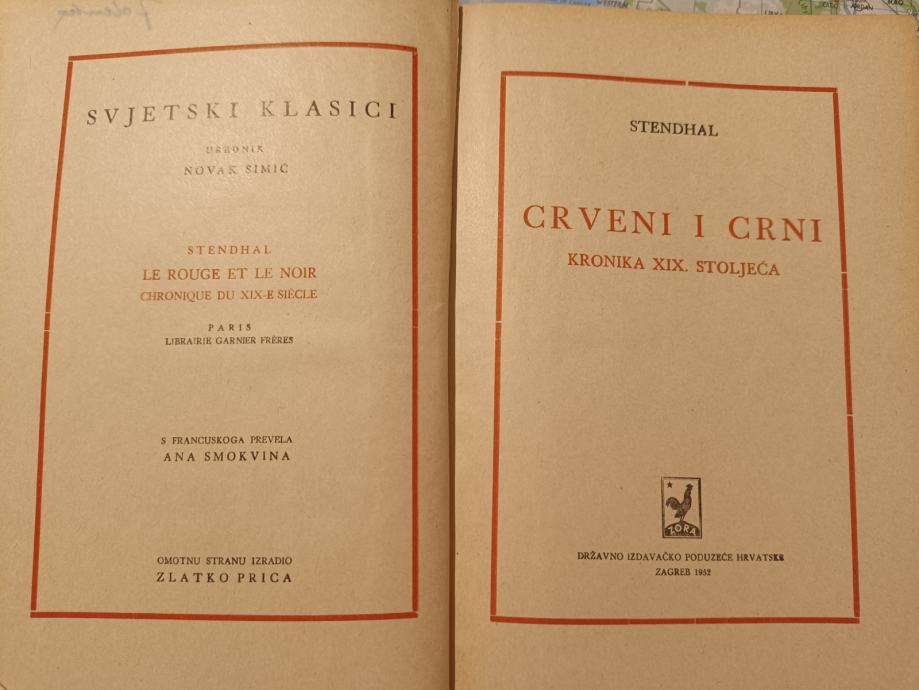 SVJETSKI KLASICI
UREDNIK
NOVAK SIMIĆ
STENDHAL
LE ROUGE ET LE NOIR
CHRONIQUE DU XIX-E SIÈCLE
PARIS
LIBRAIRIE GARNIER FRÈRES
S FRANCUSKOGA PREVELA
ANA SMOKVINA
OMOTNU STRANU IZRADIO
ZLATKO PRICA
STENDHAL
CRVENI I CRNI
KRONIKA XIX. STOLJEĆA
ZORA
DRŽAVNO IZDAVAČKO PODUZEĆE HRVATSKE
ZAGREB 1952